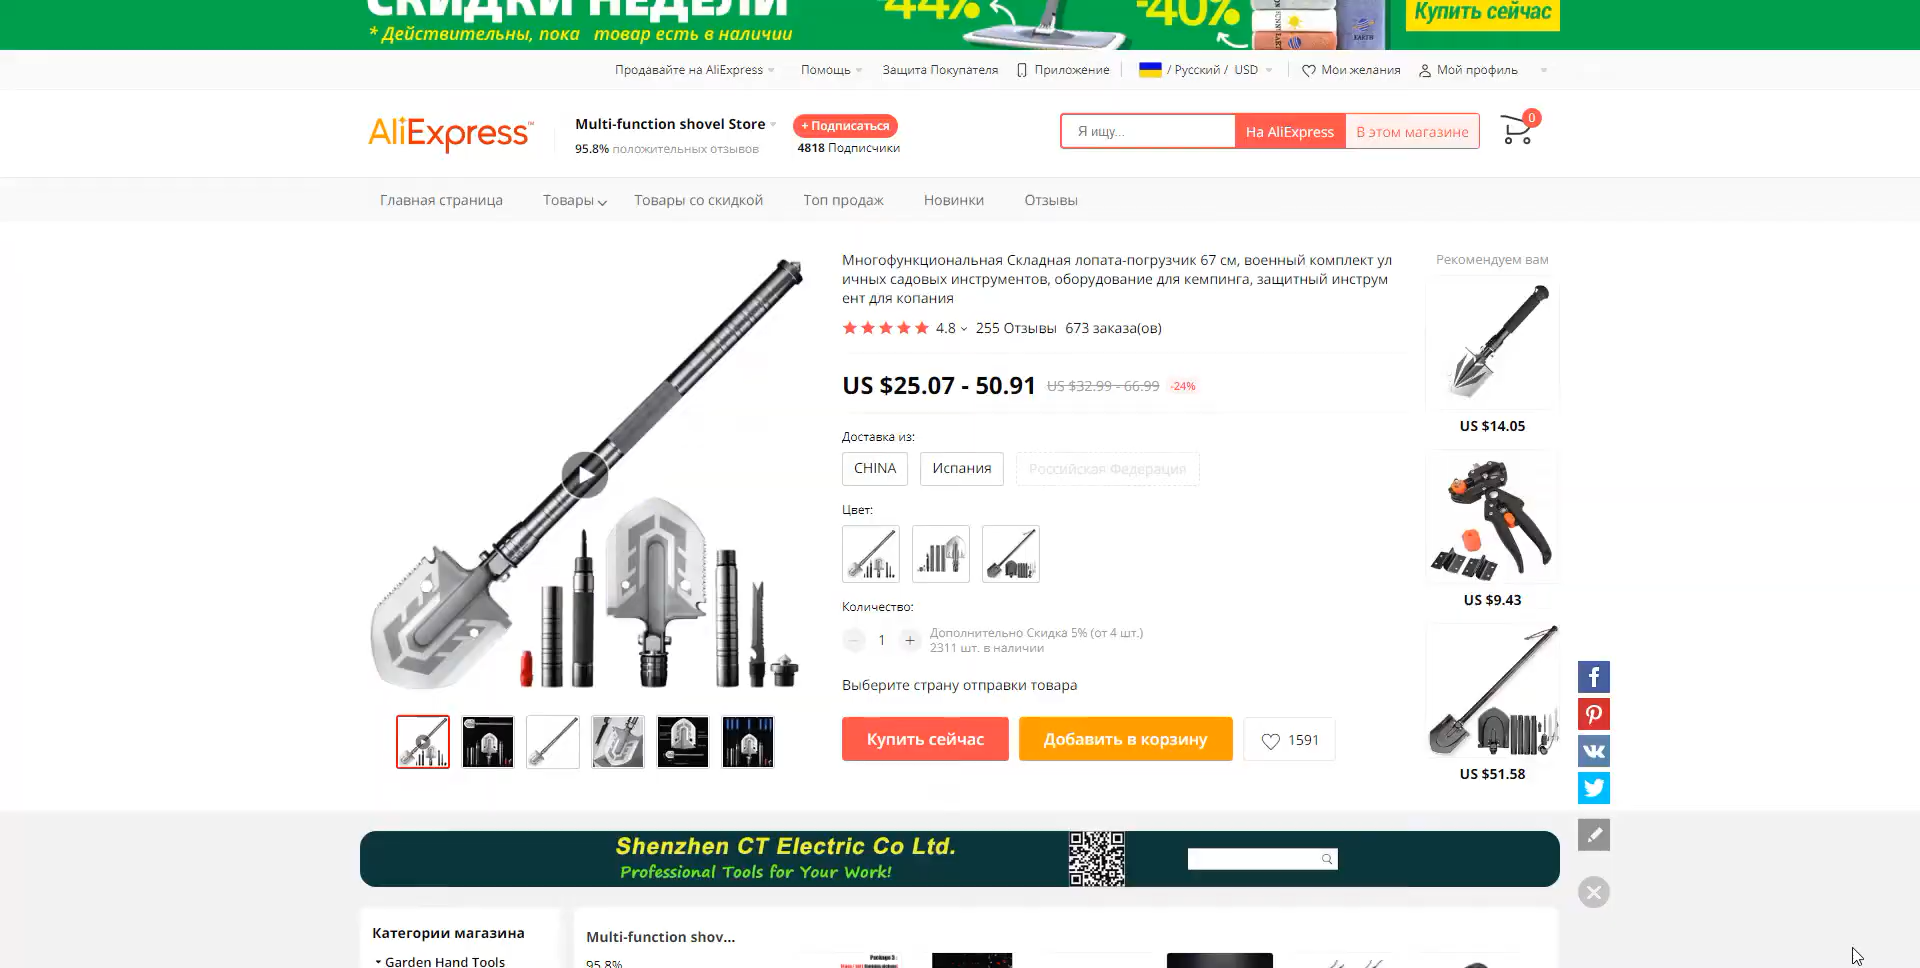 СКИДКИ НЕДЕЛИ
-44%
-40%
Купить сейчас
* Действительны, пока товар есть в наличии
Продавайте на AliExpress
Помощь
Защита Покупателя
Приложение
/ Русский / USD
Мои желания
Мой профиль
AliExpress
Multi-function shovel Store
+ Подписаться
95.8% положительных отзывов
4818 Подписчики
Я ищу...
На AliExpress
В этом магазине
0
Главная страница
Товары
Товары со скидкой
Топ продаж
Новинки
Отзывы
Многофункциональная Складная лопата-погрузчик 67 см, военный комплект ул
ичных садовых инструментов, оборудование для кемпинга, защитный инструм
ент для копания
4.8
255 Отзывы
673 заказа(ов)
US $25.07 - 50.91
US $32.99 - 66.99
-24%
Доставка из:
CHINA
Испания
Российская Федерация
Цвет:
Количество:
1
Дополнительно Скидка 5% (от 4 шт.)
2311 шт. в наличии
Выберите страну отправки товара
Купить сейчас
Добавить в корзину
1591
Рекомендуем вам
US $14.05
US $9.43
US $51.58
Shenzhen CT Electric Co Ltd.
Professional Tools for Your Work!
Категории магазина
Garden Hand Tools
Multi-function shov...
95.8%
Package 3 :